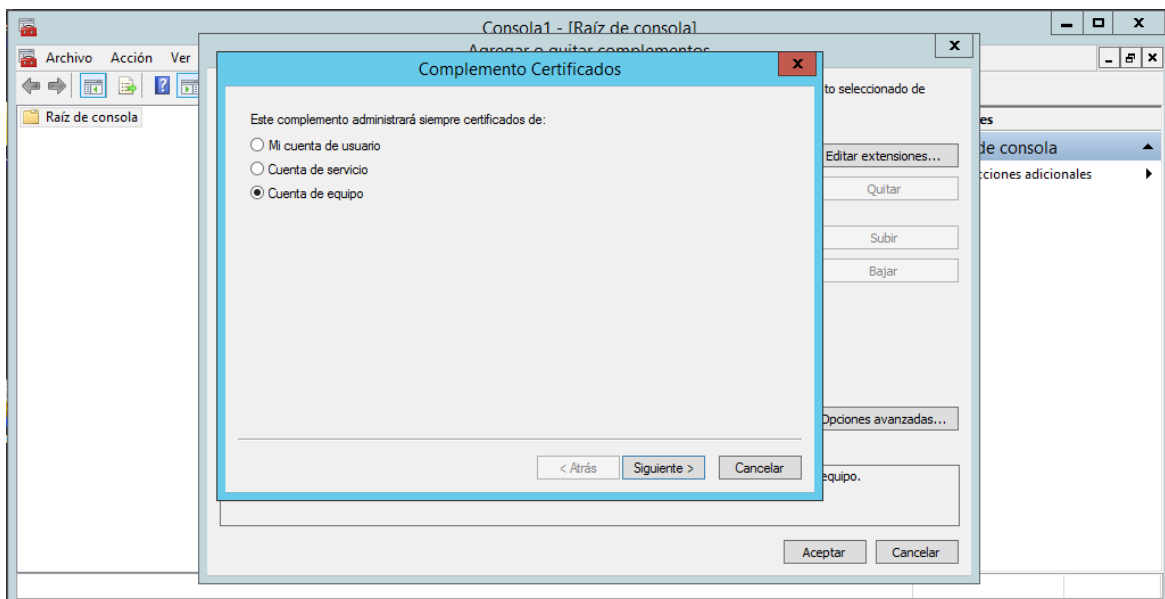 Consola1 - [Raíz de consola]
Archivo Acción Ver
Agregar o quitar complementos
Complemento Certificados
to seleccionado de
Raíz de consola
es
Este complemento administrará siempre certificados de:
de consola
Mi cuenta de usuario
Editar extensiones...
Cuenta de servicio
cciones adicionales
Cuenta de equipo
Quitar
Subir
Bajar
Opciones avanzadas...
< Atrás Siguiente > Cancelar
equipo.
Aceptar Cancelar